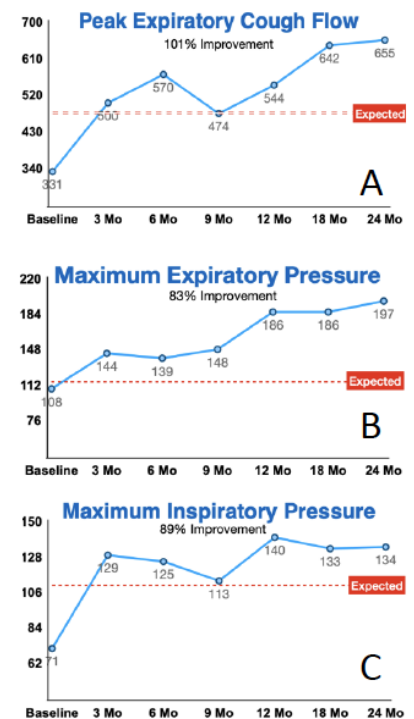 Peak Expiratory Cough Flow
101% Improvement
700
610
520
430
340
331
500
570
474
544
642
655
Expected
A
Baseline 3 Mo 6 Mo 9 Mo 12 Mo 18 Mo 24 Mo
Maximum Expiratory Pressure
83% Improvement
220
184
148
112
76
108
144
139
148
186
186
197
Expected
B
Baseline 3 Mo 6 Mo 9 Mo 12 Mo 18 Mo 24 Mo
Maximum Inspiratory Pressure
89% Improvement
150
128
106
84
62
71
129
125
113
140
133
134
Expected
C
Baseline 3 Mo 6 Mo 9 Mo 12 Mo 18 Mo 24 Mo